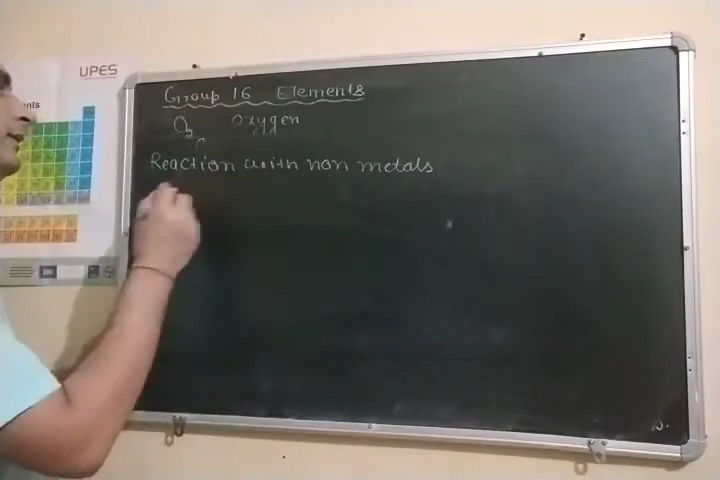 UPES
Group 16 Elements
O2 Oxygen
Reaction with non metals